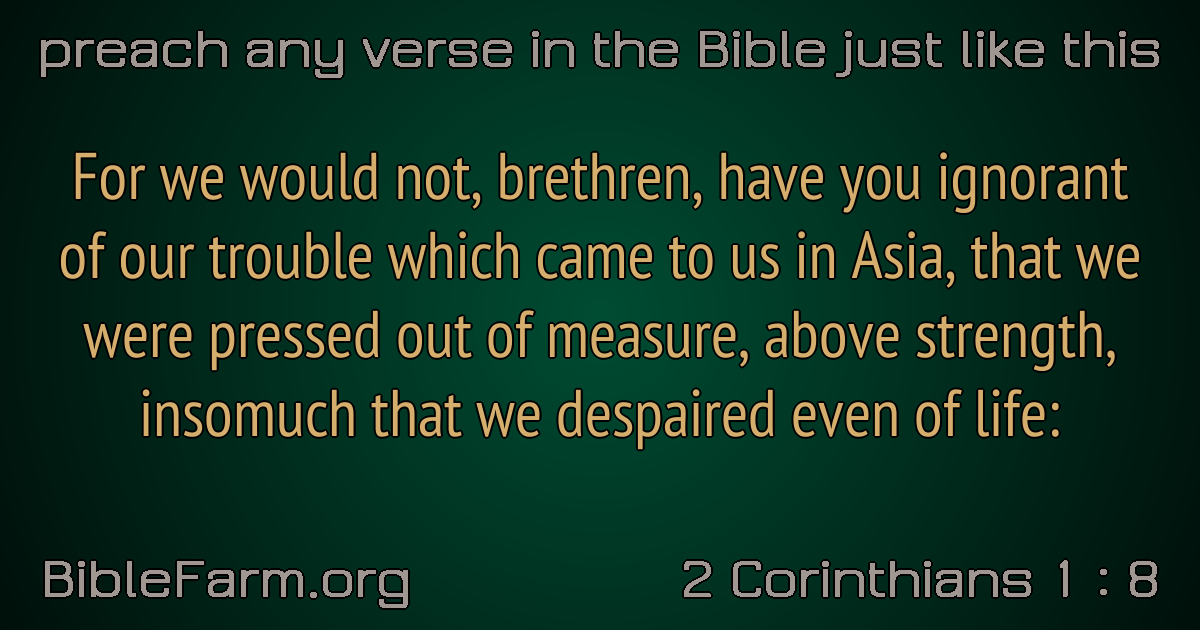 preach any verse in the Bible just like this
For we would not, brethren, have you ignorant
of our trouble which came to us in Asia, that we
were pressed out of measure, above strength,
insomuch that we despaired even of life:
BibleFarm.org
2 Corinthians 1 : 8